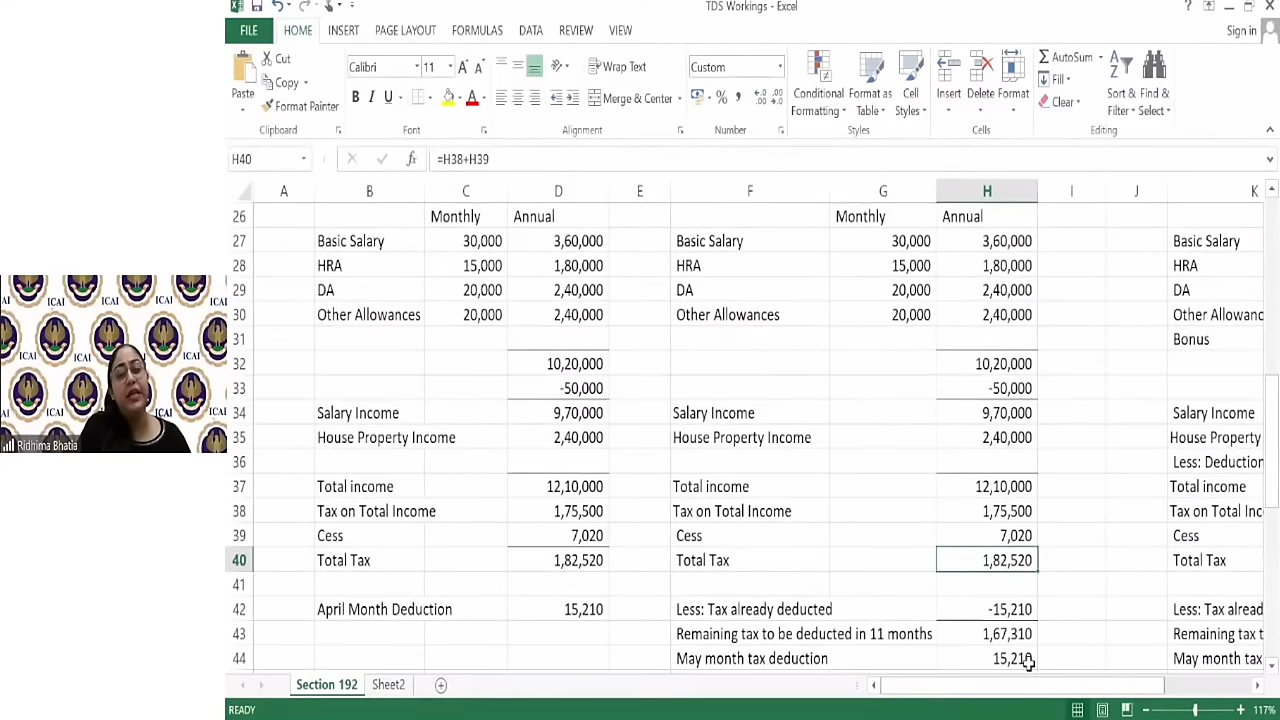 TDS Workings - Excel
FILE HOME INSERT PAGE LAYOUT FORMULAS DATA REVIEW VIEW Sign in
Cut
Copy
Format Painter
Paste
Clipboard
Calibri 11
B I U
Font
Wrap Text
Merge & Center
Alignment
Custom
Number
Conditional Formatting
Format as Table
Cell Styles
Styles
Insert Delete Format
Cells
AutoSum
Fill
Clear
Sort & Filter
Find & Select
Editing
H40 fx =H38+H39
A B C D E F G H I J K
26 Monthly Annual Monthly Annual
27 Basic Salary 30,000 3,60,000 Basic Salary 30,000 3,60,000 Basic Salary
28 HRA 15,000 1,80,000 HRA 15,000 1,80,000 HRA
29 DA 20,000 2,40,000 DA 20,000 2,40,000 DA
30 Other Allowances 20,000 2,40,000 Other Allowances 20,000 2,40,000 Other Allowanc
31 Bonus
32 10,20,000 10,20,000
33 -50,000 -50,000
34 Salary Income 9,70,000 Salary Income 9,70,000 Salary Income
35 House Property Income 2,40,000 House Property Income 2,40,000 House Property
36 Less: Deduction
37 Total income 12,10,000 Total income 12,10,000 Total income
38 Tax on Total Income 1,75,500 Tax on Total Income 1,75,500 Tax on Total Inc
39 Cess 7,020 Cess 7,020 Cess
40 Total Tax 1,82,520 Total Tax 1,82,520 Total Tax
41
42 April Month Deduction 15,210 Less: Tax already deducted -15,210 Less: Tax alread
43 Remaining tax to be deducted in 11 months 1,67,310 Remaining tax t
44 May month tax deduction 15,210 May month tax
Section 192 Sheet2
READY 117%
ICAI
ICAI
ICAI
ICAI
Ridhima Bhatia